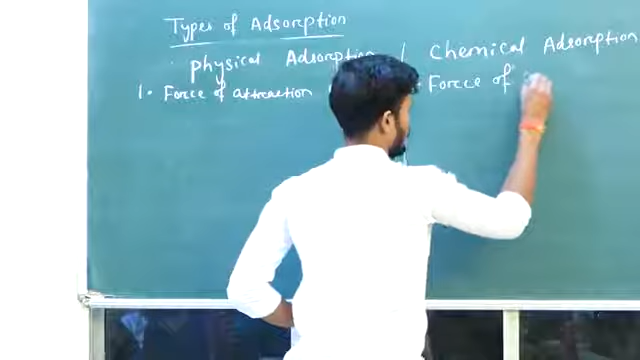 Types of Adsorption
physical Adsorption / Chemical Adsorption
1. Force of attraction Force of